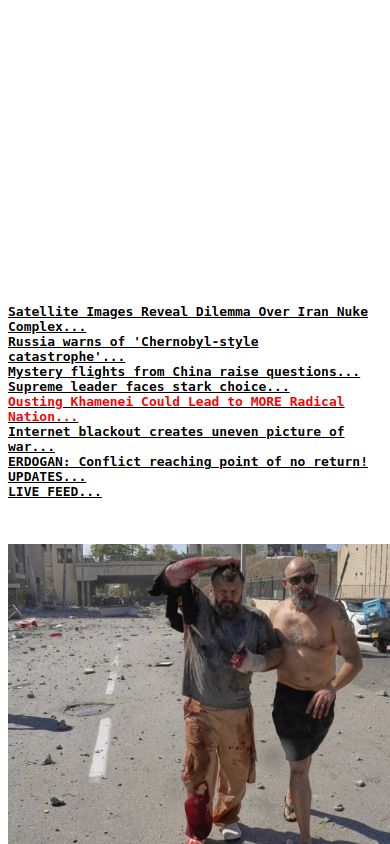 Satellite Images Reveal Dilemma Over Iran Nuke
Complex...
Russia warns of 'Chernobyl-style
catastrophe'...
Mystery flights from China raise questions...
Supreme leader faces stark choice...
Ousting Khamenei Could Lead to MORE Radical
Nation...
Internet blackout creates uneven picture of
war...
ERDOGAN: Conflict reaching point of no return!
UPDATES...
LIVE FEED...